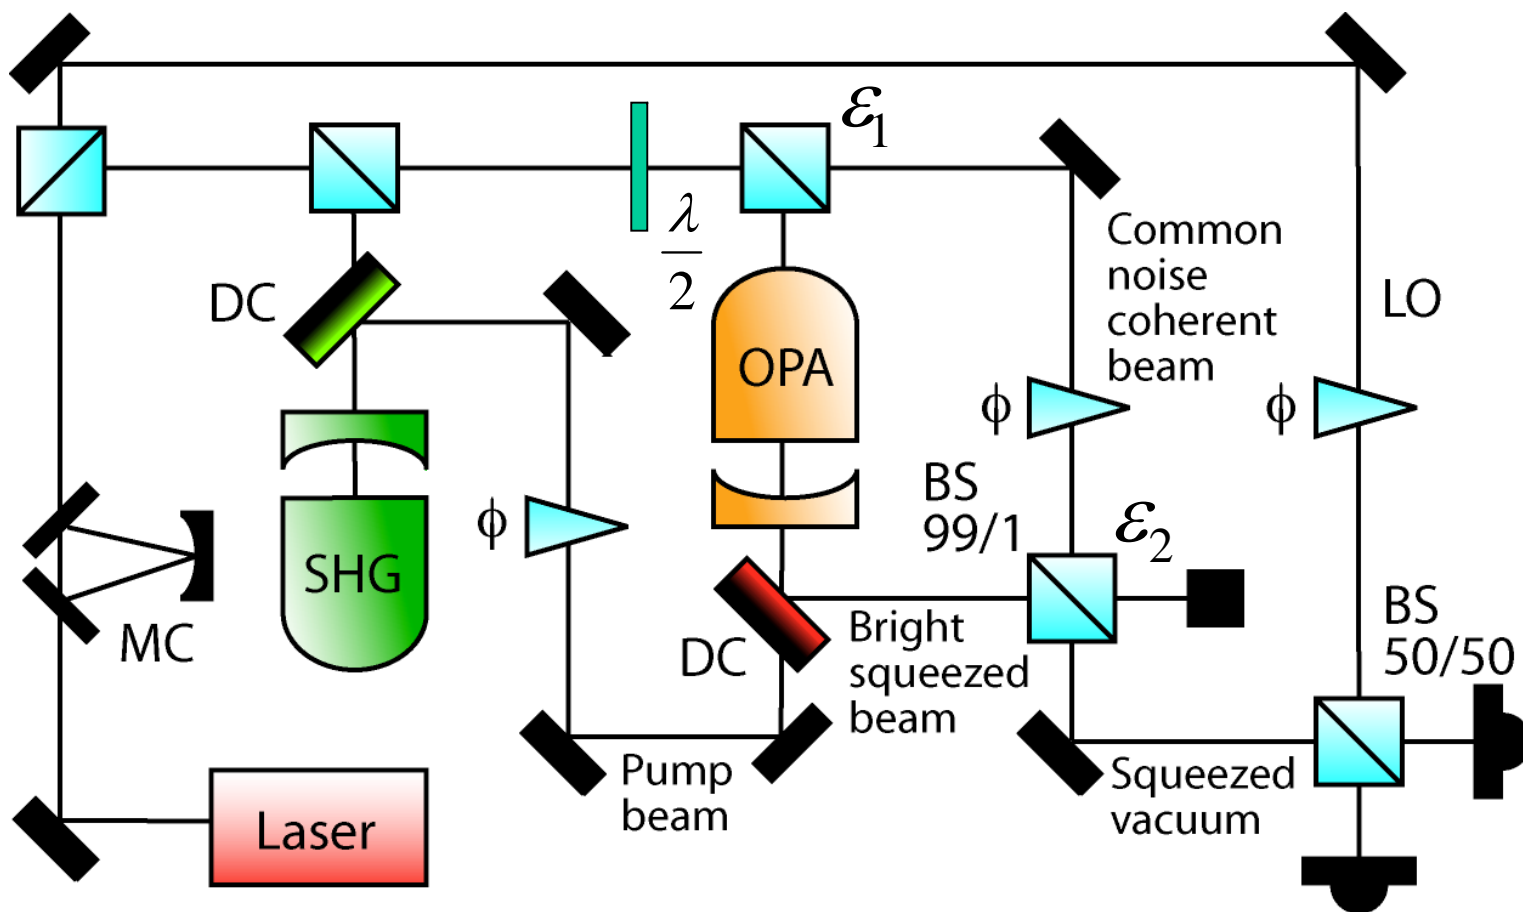 ε₁
λ
2
Common
noise
coherent
beam
DC
LO
OPA
ϕ
ϕ
BS
99/1
ε₂
ϕ
SHG
MC
DC
Bright
squeezed
beam
BS
50/50
Pump
beam
Squeezed
vacuum
Laser